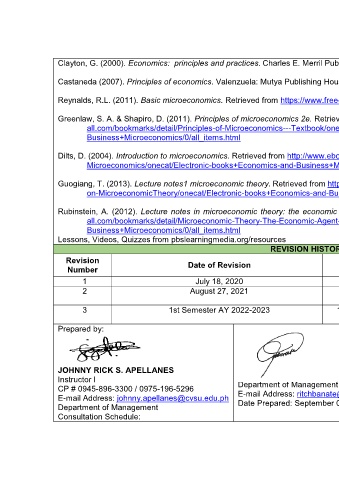 Clayton, G. (2000). Economics: principles and practices. Charles E. Merril Pub
Castaneda (2007). Principles of economics. Valenzuela: Mutya Publishing Hou
Reynalds, R.L. (2011). Basic microeconomics. Retrieved from https://www.free-
Greenlaw, S. A. & Shapiro, D. (2011). Principles of microeconomics 2e. Retriev
all.com/bookmarks/detail/Principles-of-Microeconomics---Textbook/one
Business+Microeconomics/0/all_items.html
Dilts, D. (2004). Introduction to microeconomics. Retrieved from http://www.ebo
Microeconomics/onecat/Electronic-books+Economics-and-Business+M
Guogiang, T. (2013). Lecture notes1 microeconomic theory. Retrieved from http
on-MicroeconomicTheory/onecat/Electronic-books+Economics-and-Bu
Rubinstein, A. (2012). Lecture notes in microeconomic theory: the economic
all.com/bookmarks/detail/Microeconomic-Theory-The-Economic-Agent-
Business+Microeconomics/0/all_items.html
Lessons, Videos, Quizzes from pbslearningmedia.org/resources
REVISION HISTOR
Revision Number Date of Revision
1 July 18, 2020
2 August 27, 2021
3 1st Semester AY 2022-2023
Prepared by:
JOHNNY RICK S. APELLANES
Instructor I
CP # 0945-896-3300 / 0975-196-5296
E-mail Address: johnny.apellanes@cvsu.edu.ph
Department of Management
Consultation Schedule:
Department of Management
E-mail Address: ritchbanate@
Date Prepared: September 0